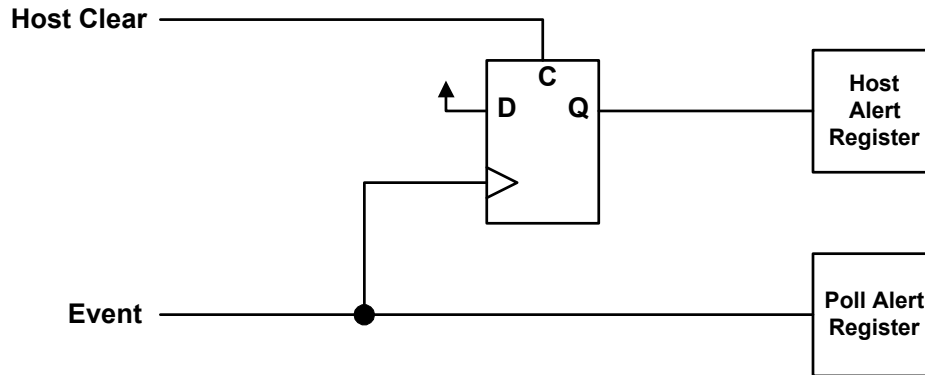 Host Clear
C
D
Q
Host
Alert
Register
Event
Poll Alert
Register